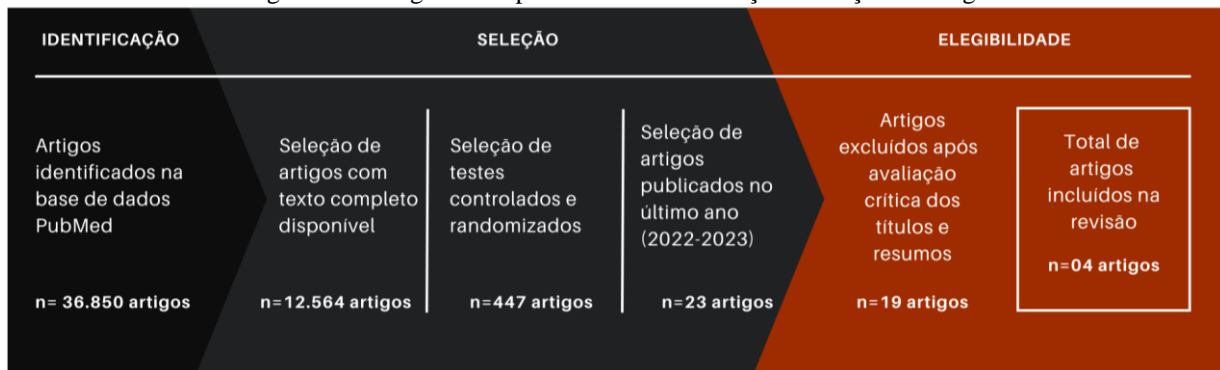 IDENTIFICAÇÃO
SELEÇÃO
ELEGIBILIDADE
Artigos
identificados na
base de dados
PubMed
n= 36.850 artigos
Seleção de
artigos com
texto completo
disponível
n=12.564 artigos
Seleção de
testes
controlados e
randomizados
n=447 artigos
Seleção de
artigos
publicados no
último ano
(2022-2023)
n=23 artigos
Artigos
excluídos após
avaliação
crítica dos
títulos e
resumos
n=19 artigos
Total de
artigos
incluídos na
revisão
n=04 artigos